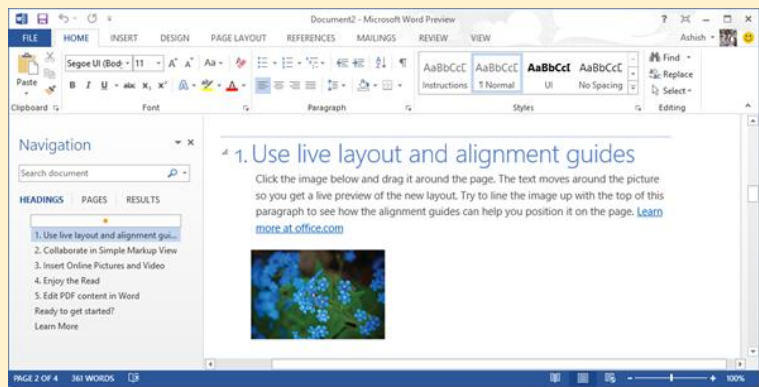 Document2 - Microsoft Word Preview
FILE HOME INSERT DESIGN PAGE LAYOUT REFERENCES MAILINGS REVIEW VIEW Ashish
Segoe UI (Bod 11 A A Aa Find
Paste B I U abc X₂ X² A A AaBbCcD AaBbCcD AaBbCcI AaBbCcD Replace
Instructions ¶ Normal UI No Spacing Select
Clipboard Font Paragraph Styles Editing
Navigation
Search document
HEADINGS PAGES RESULTS
1. Use live layout and alignment gui...
2. Collaborate in Simple Markup View
3. Insert Online Pictures and Video
4. Enjoy the Read
5. Edit PDF content in Word
Ready to get started?
Learn More
1. Use live layout and alignment guides
Click the image below and drag it around the page. The text moves around the picture
so you get a live preview of the new layout. Try to line the image up with the top of this
paragraph to see how the alignment guides can help you position it on the page. Learn
more at office.com
PAGE 2 OF 4 361 WORDS 100%